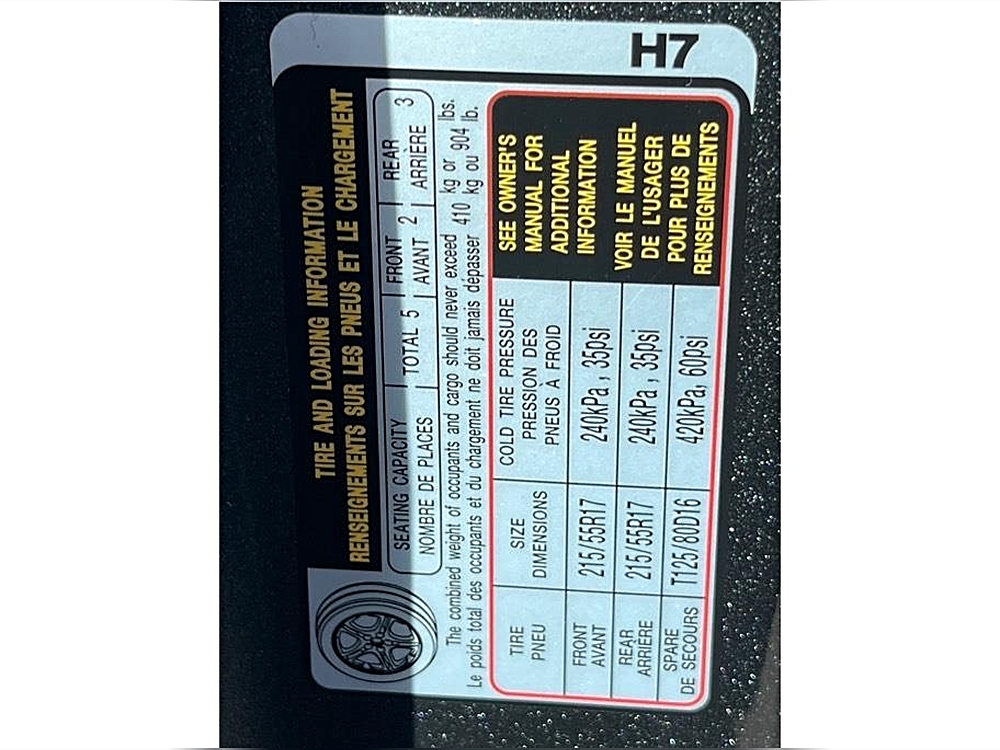 H7
TIRE AND LOADING INFORMATION
RENSEIGNEMENTS SUR LES PNEUS ET LE CHARGEMENT
SEATING CAPACITY
NOMBRE DE PLACES
TOTAL 5
FRONT
AVANT 2
REAR
ARRIÈRE 3
The combined weight of occupants and cargo should never exceed 410 kg or 904 lbs.
Le poids total des occupants et du chargement ne doit jamais dépasser 410 kg ou 904 lb.
TIRE
PNEU
SIZE
DIMENSIONS
COLD TIRE PRESSURE
PRESSION DES
PNEUS À FROID
SEE OWNER'S
MANUAL FOR
ADDITIONAL
INFORMATION
VOIR LE MANUEL
DE L'USAGER
POUR PLUS DE
RENSEIGNEMENTS
FRONT
AVANT
215/55R17
240kPa, 35psi
REAR
ARRIÈRE
215/55R17
240kPa, 35psi
SPARE
DE SECOURS
T125/80D16
420kPa, 60psi